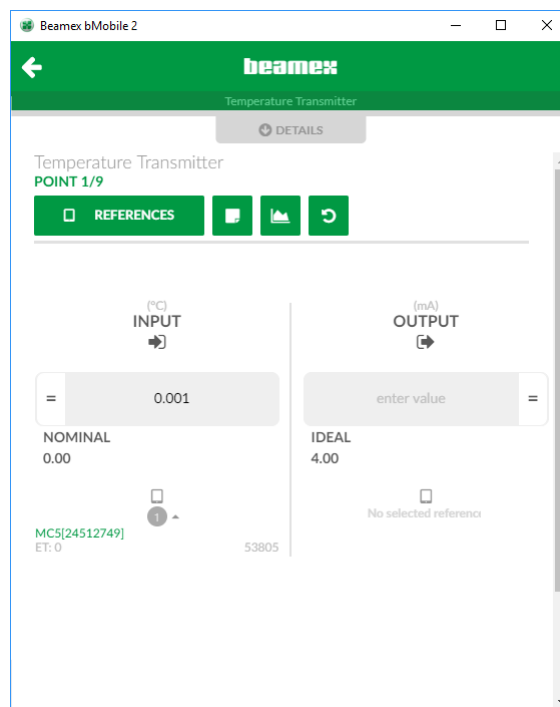 Beamex bMobile 2
beamex
Temperature Transmitter
DETAILS
Temperature Transmitter
POINT 1/9
REFERENCES
(°C)
INPUT
(mA)
OUTPUT
= 0.001
enter value =
NOMINAL
0.00
IDEAL
4.00
1
No selected referenc
MC5[24512749]
ET: 0 53805